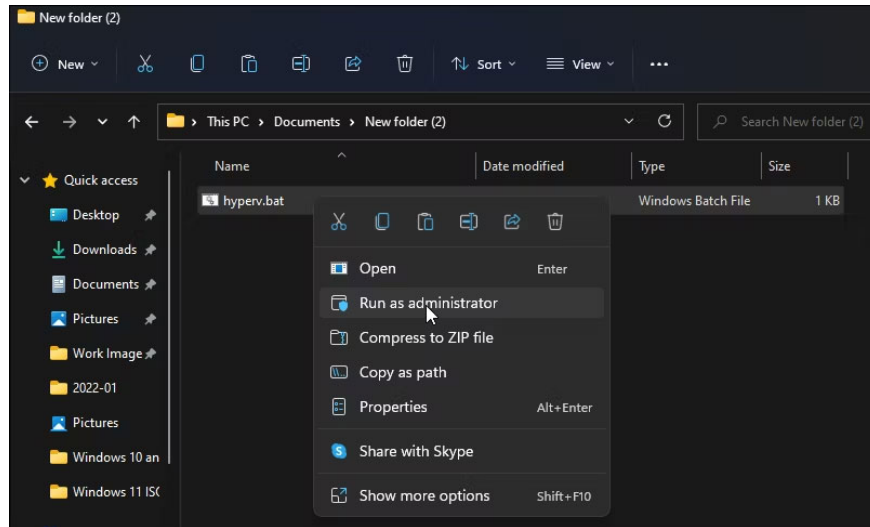 New folder (2)
New
Sort
View
This PC > Documents > New folder (2)
Search New folder (2)
Name
Date modified
Type
Size
Quick access
hyperv.bat
Windows Batch File
1 KB
Desktop
Downloads
Documents
Pictures
Work Image
2022-01
Pictures
Windows 10 an
Windows 11 ISO
Open
Enter
Run as administrator
Compress to ZIP file
Copy as path
Properties
Alt+Enter
Share with Skype
Show more options
Shift+F10